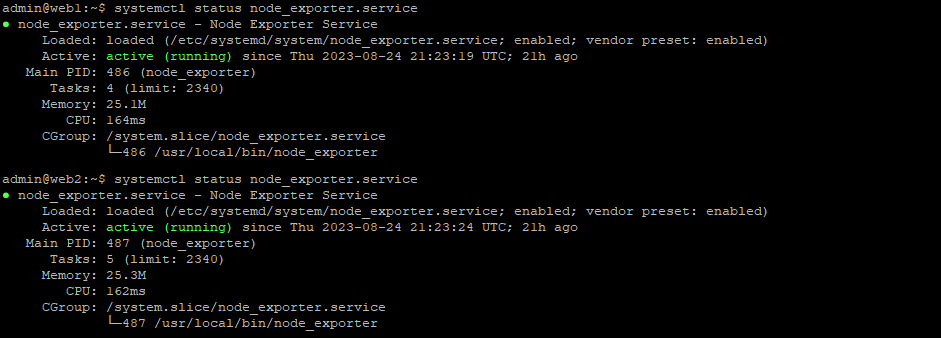 admin@web1:~$ systemctl status node_exporter.service
● node_exporter.service - Node Exporter Service
Loaded: loaded (/etc/systemd/system/node_exporter.service; enabled; vendor preset: enabled)
Active: active (running) since Thu 2023-08-24 21:23:19 UTC; 21h ago
Main PID: 486 (node_exporter)
Tasks: 4 (limit: 2340)
Memory: 25.1M
CPU: 164ms
CGroup: /system.slice/node_exporter.service
└─486 /usr/local/bin/node_exporter
admin@web2:~$ systemctl status node_exporter.service
● node_exporter.service - Node Exporter Service
Loaded: loaded (/etc/systemd/system/node_exporter.service; enabled; vendor preset: enabled)
Active: active (running) since Thu 2023-08-24 21:23:24 UTC; 21h ago
Main PID: 487 (node_exporter)
Tasks: 5 (limit: 2340)
Memory: 25.3M
CPU: 162ms
CGroup: /system.slice/node_exporter.service
└─487 /usr/local/bin/node_exporter